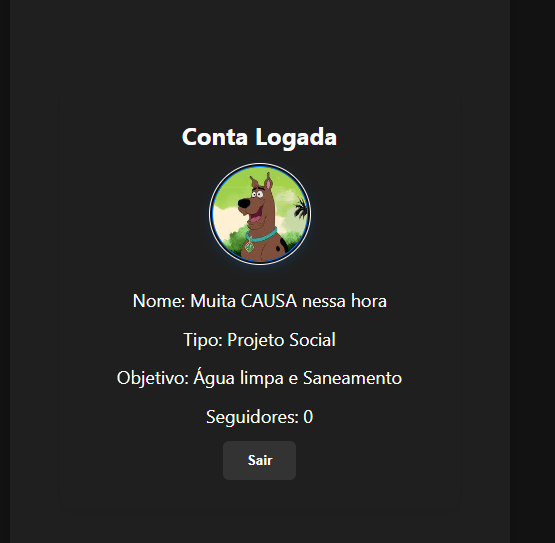 Conta Logada
Nome: Muita CAUSA nessa hora
Tipo: Projeto Social
Objetivo: Água limpa e Saneamento
Seguidores: 0
Sair